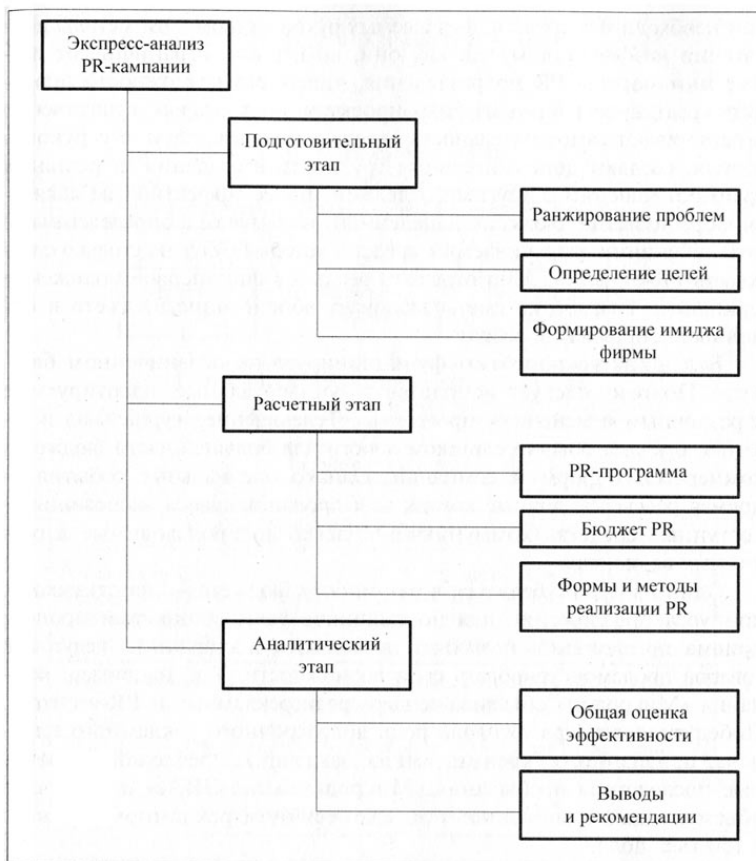 Экспресс-анализ
PR-кампании
Подготовительный
этап
Ранжирование проблем
Определение целей
Формирование имиджа
фирмы
Расчетный этап
PR-программа
Бюджет PR
Формы и методы
реализации PR
Аналитический
этап
Общая оценка
эффективности
Выводы
и рекомендации